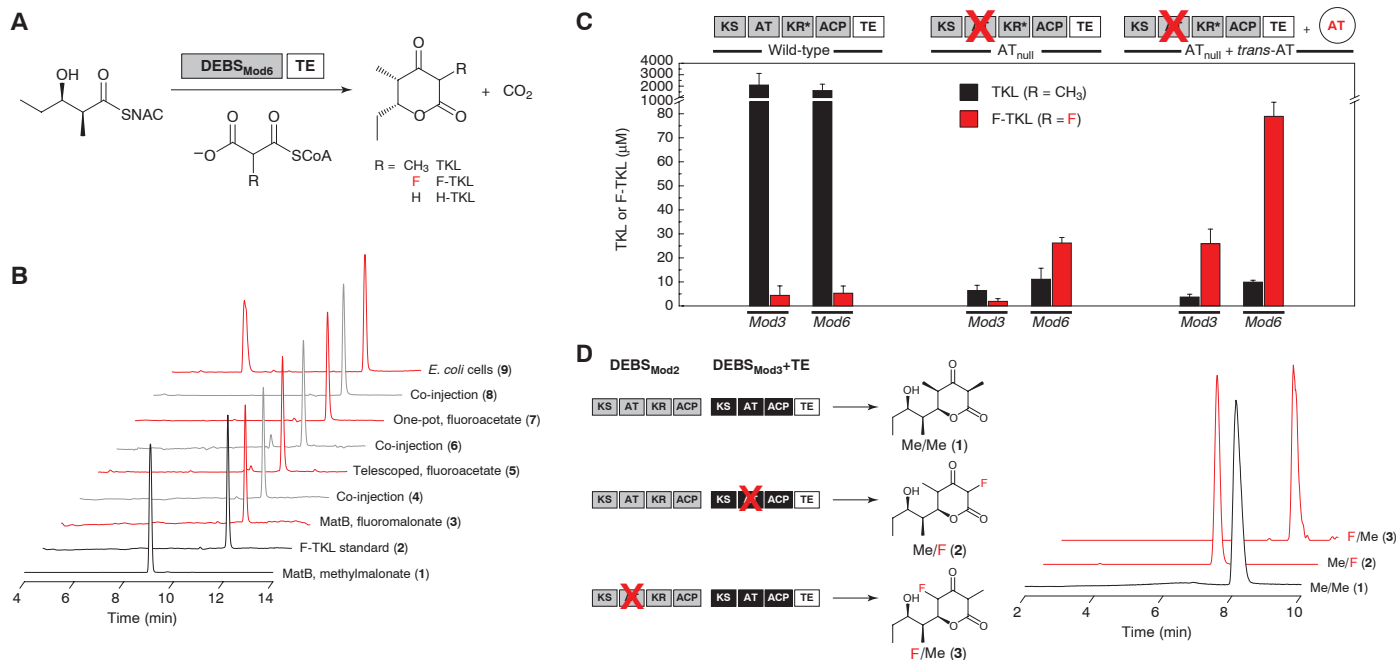 A
OH
O
SNAC
DEBSMod6 TE
O O
−O SCoA
R
O
R
O O
+ CO2
R = CH3 TKL
F F-TKL
H H-TKL
B
E. coli cells (9)
Co-injection (8)
One-pot, fluoroacetate (7)
Co-injection (6)
Telescoped, fluoroacetate (5)
Co-injection (4)
MatB, fluoromalonate (3)
F-TKL standard (2)
MatB, methylmalonate (1)
4 6 8 10 12 14
Time (min)
C
KS AT KR* ACP TE
Wild-type
KS AT KR* ACP TE
ATnull
KS AT KR* ACP TE + AT
ATnull + trans-AT
TKL or F-TKL (μM)
4000
3000
2000
1000
80
70
60
50
40
30
20
10
0
TKL (R = CH3)
F-TKL (R = F)
Mod3 Mod6
Mod3 Mod6
Mod3 Mod6
D
DEBSMod2 DEBSMod3+TE
KS AT KR ACP KS AT ACP TE
O
OH
O O
Me/Me (1)
KS AT KR ACP KS AT ACP TE
O
OH F
O O
Me/F (2)
KS AT KR ACP KS AT ACP TE
F O
OH
O O
F/Me (3)
F/Me (3)
Me/F (2)
Me/Me (1)
2 4 6 8 10
Time (min)